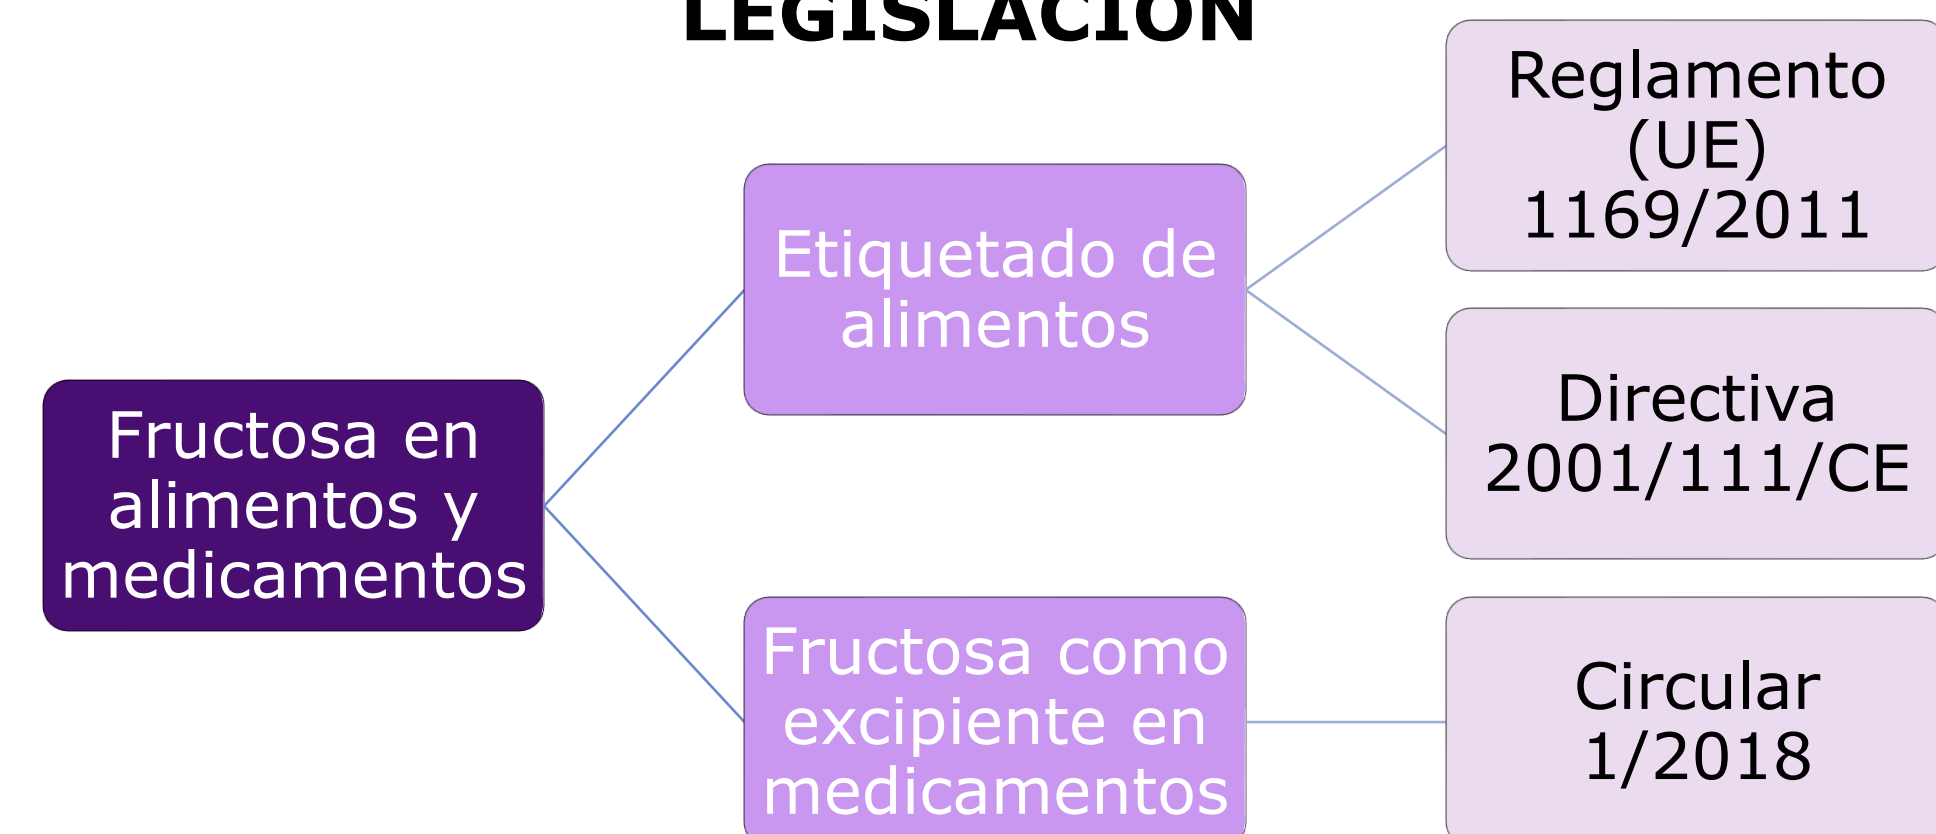 LEGISLACIÓN
Fructosa en
alimentos y
medicamentos
Etiquetado de
alimentos
Reglamento
(UE)
1169/2011
Directiva
2001/111/CE
Fructosa como
excipiente en
medicamentos
Circular
1/2018